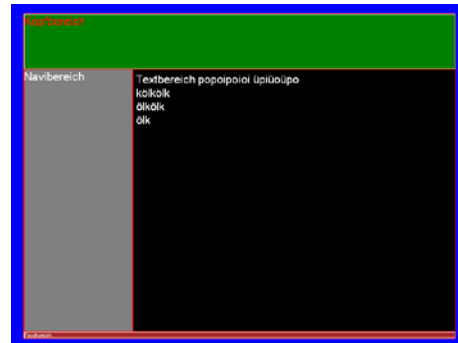 Kopfbereich
Navibereich
Textbereich popoipoioi üpiüoüpo
kölkölk
ölkölk
ölk